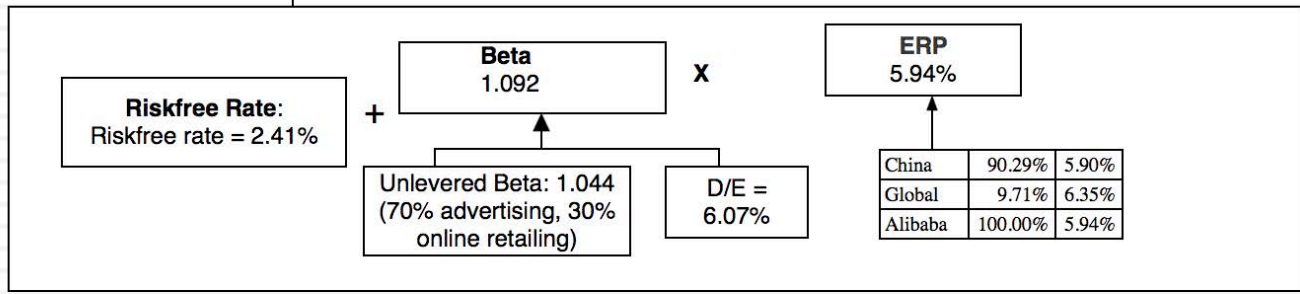 Riskfree Rate:
Riskfree rate = 2.41%
+
Beta
1.092
X
ERP
5.94%
Unlevered Beta: 1.044
(70% advertising, 30%
online retailing)
D/E =
6.07%
China 90.29% 5.90%
Global 9.71% 6.35%
Alibaba 100.00% 5.94%